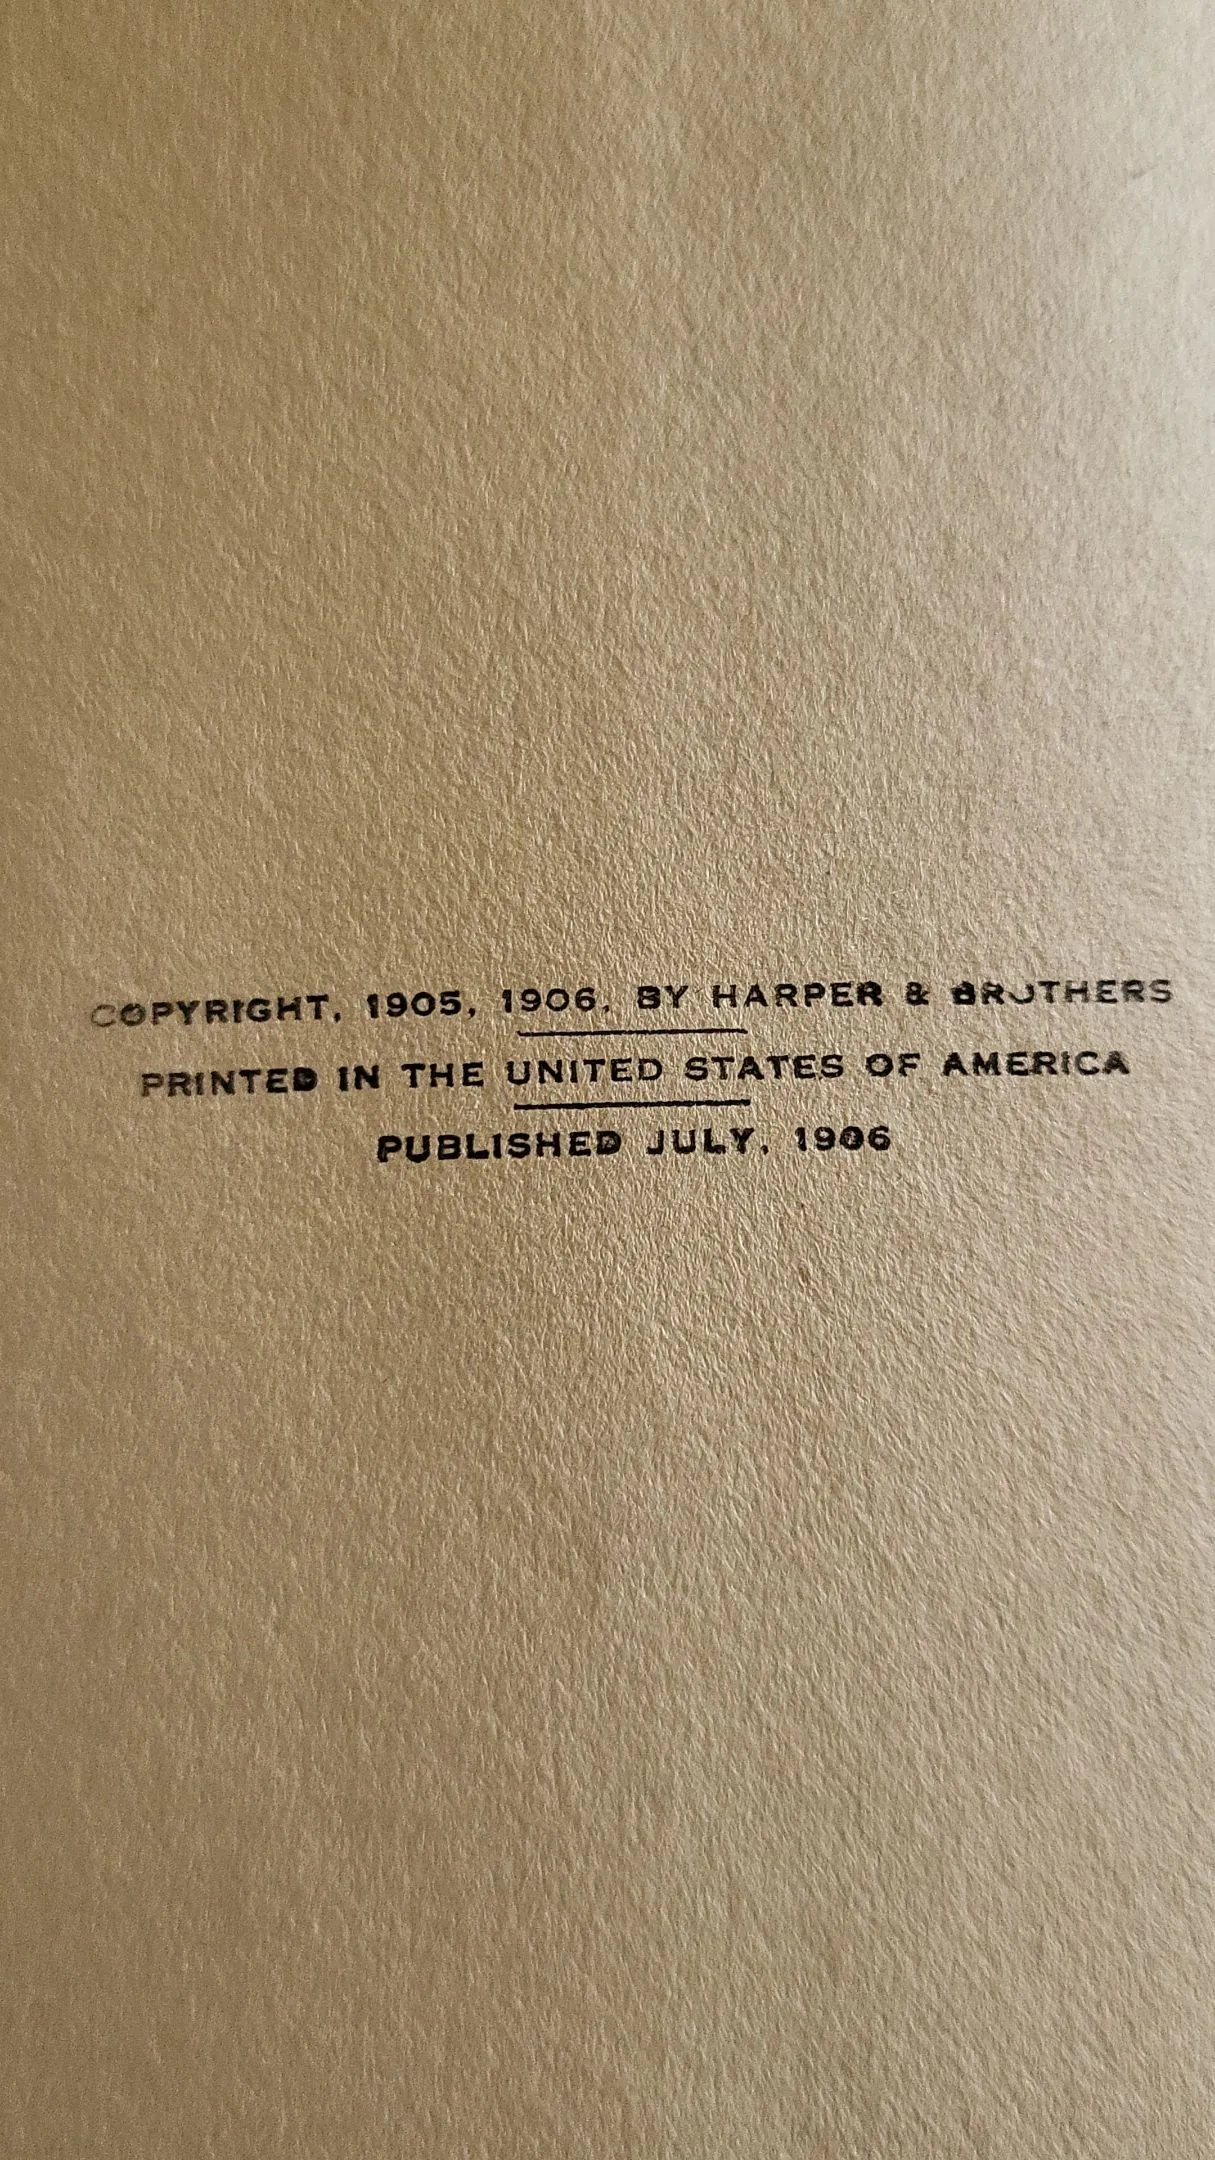 COPYRIGHT, 1905, 1906, BY HARPER & BROTHERS
PRINTED IN THE UNITED STATES OF AMERICA
PUBLISHED JULY, 1906